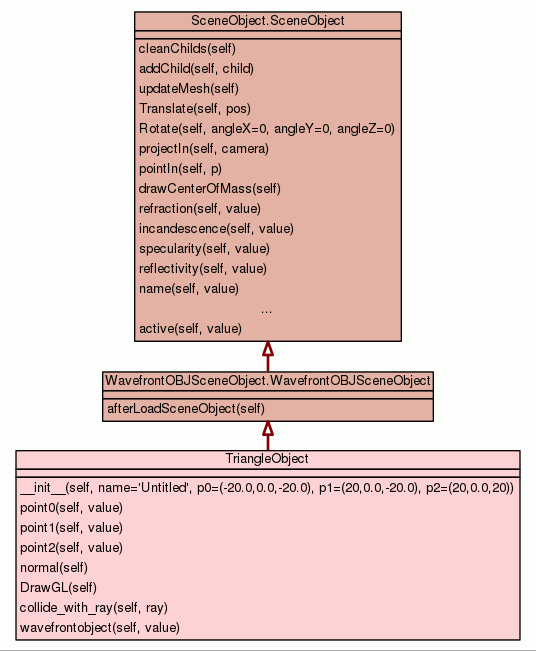 SceneObject.SceneObject
cleanChilds(self)
addChild(self, child)
updateMesh(self)
Translate(self, pos)
Rotate(self, angleX=0, angleY=0, angleZ=0)
projectIn(self, camera)
pointIn(self, p)
drawCenterOfMass(self)
refraction(self, value)
incandescence(self, value)
specularity(self, value)
reflectivity(self, value)
name(self, value)
...
active(self, value)
WavefrontOBJSceneObject.WavefrontOBJSceneObject
afterLoadSceneObject(self)
TriangleObject
__init__(self, name='Untitled', p0=(-20.0,0.0,-20.0), p1=(20,0.0,-20.0), p2=(20,0.0,20))
point0(self, value)
point1(self, value)
point2(self, value)
normal(self)
DrawGL(self)
collide_with_ray(self, ray)
wavefrontobject(self, value)